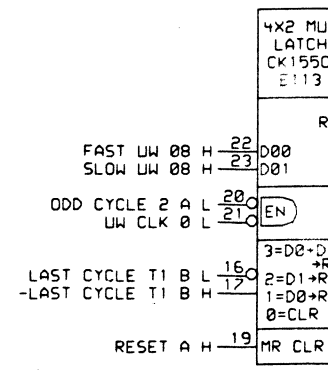 4X2 MU
LATCH
CK155C
E113
R
FAST UW 08 H 22 D00
SLOW UW 08 H 23 D01
ODD CYCLE 2 A L 20
UW CLK 0 L 21 EN
3=D0+D
→R
LAST CYCLE T1 B L 16 2=D1→R
-LAST CYCLE T1 B H 17 1=D0→R
0=CLR
RESET A H 19 MR CLR